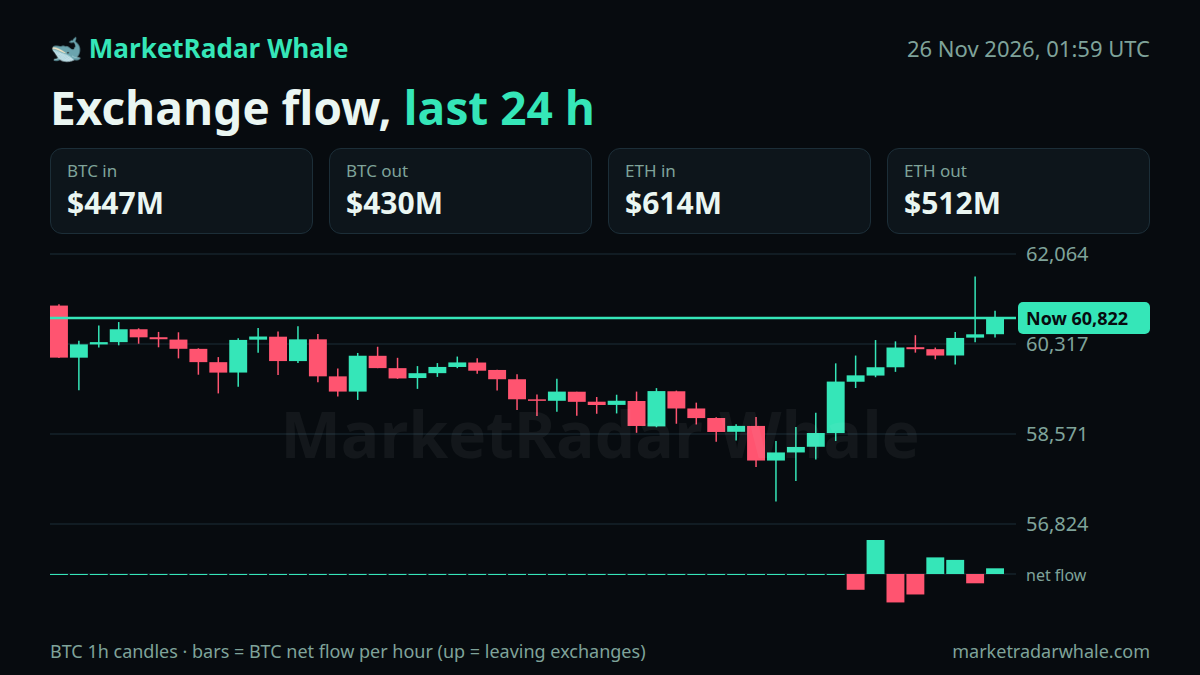 🐋 MarketRadar Whale
26 Nov 2026, 01:59 UTC
Exchange flow, last 24 h
BTC in
$447M
BTC out
$430M
ETH in
$614M
ETH out
$512M
62,064
Now 60,822
60,317
MarketRadar Whale
58,571
56,824
net flow
BTC 1h candles · bars = BTC net flow per hour (up = leaving exchanges)
marketradarwhale.com